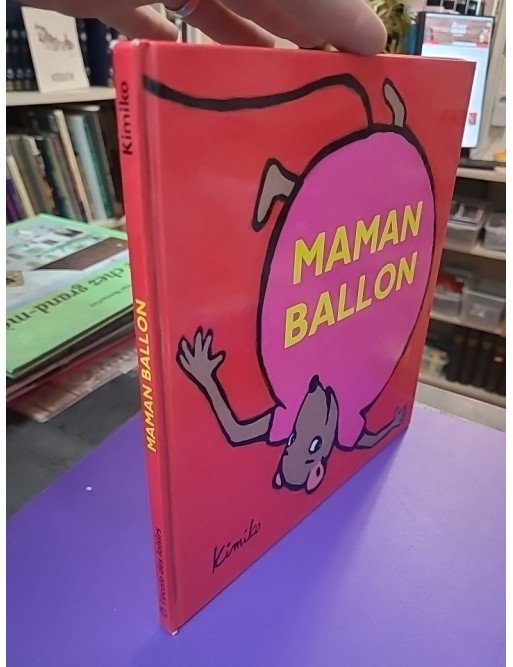 Kimiko
MAMAN BALLON
l'école des loisirs
MAMAN
BALLON
Kimiko
chez grand-m